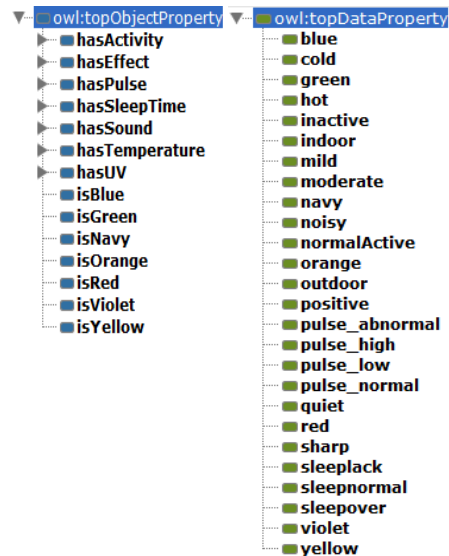 owl:topObjectProperty
hasActivity
hasEffect
hasPulse
hasSleepTime
hasSound
hasTemperature
hasUV
isBlue
isGreen
isNavy
isOrange
isRed
isViolet
isYellow
owl:topDataProperty
blue
cold
green
hot
inactive
indoor
mild
moderate
navy
noisy
normalActive
orange
outdoor
positive
pulse_abnormal
pulse_high
pulse_low
pulse_normal
quiet
red
sharp
sleeplack
sleepnormal
sleepover
violet
yellow